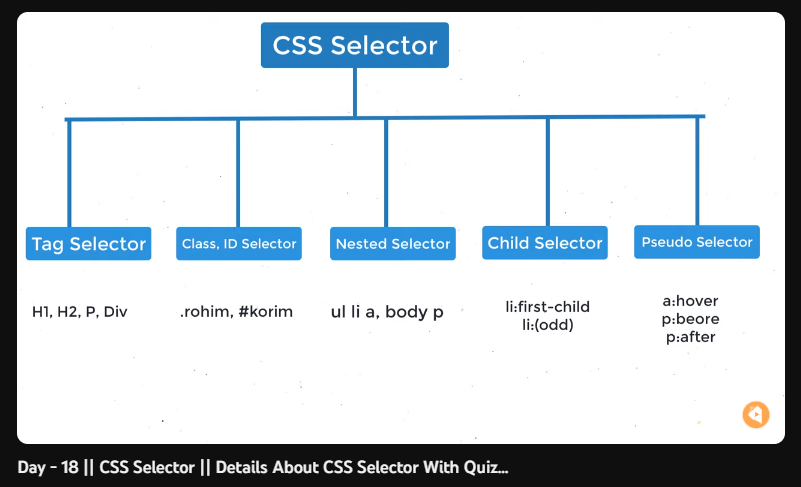 CSS Selector
Tag Selector
Class, ID Selector
Nested Selector
Child Selector
Pseudo Selector
H1, H2, P, Div
.rohim, #korim
ul li a, body p
li:first-child
li:(odd)
a:hover
p:beore
p:after
Day - 18 || CSS Selector || Details About CSS Selector With Quiz...